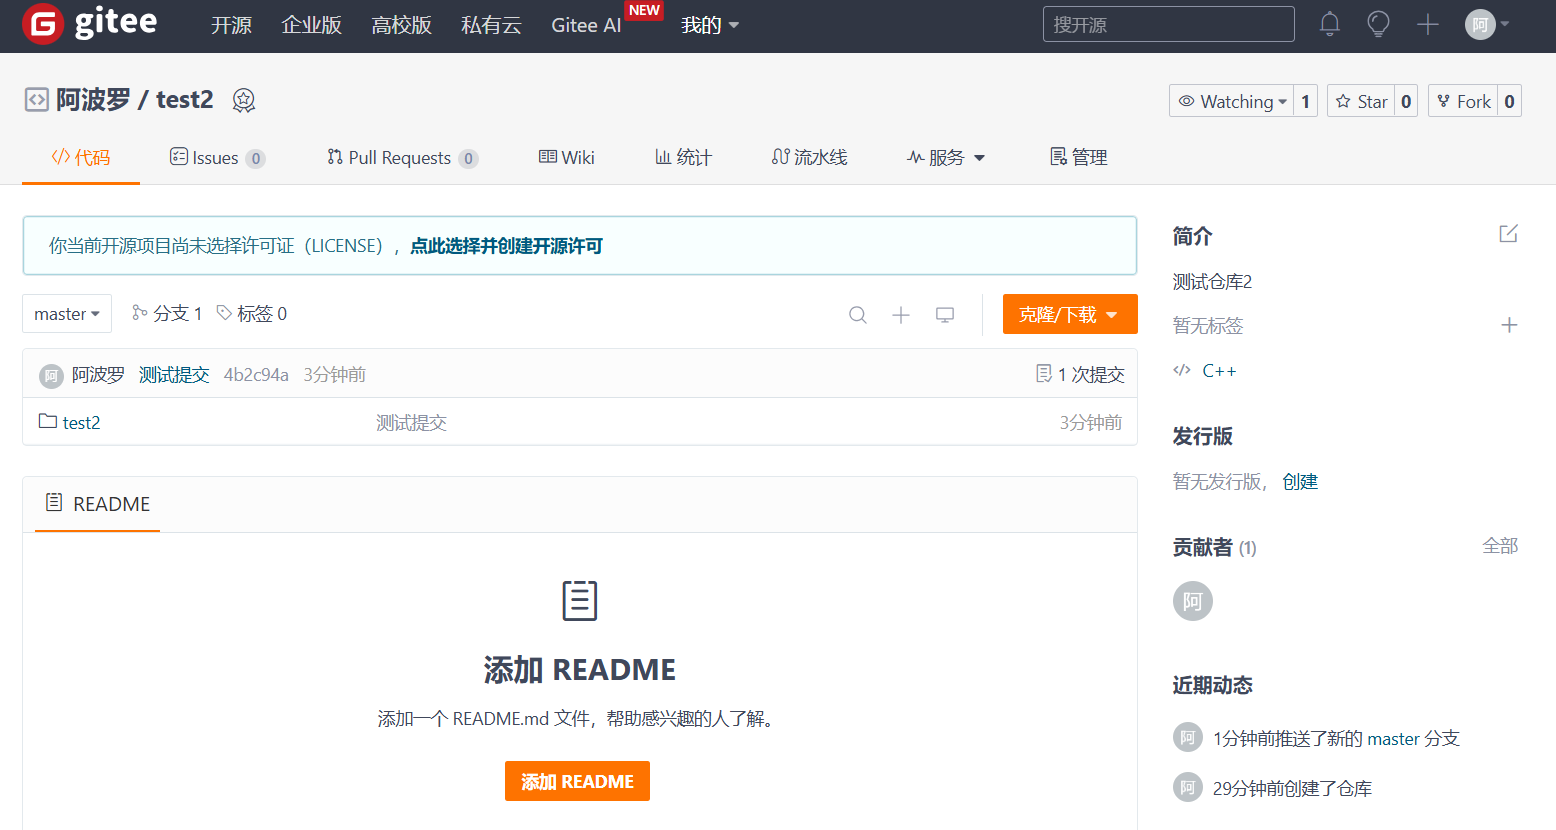 gitee 开源 企业版 高校版 私有云 Gitee AI NEW 我的 搜开源 阿
阿波罗 / test2 Watching 1 Star 0 Fork 0
代码 Issues 0 Pull Requests 0 Wiki 统计 流水线 服务 管理
你当前开源项目尚未选择许可证（LICENSE），点此选择并创建开源许可
master 分支 1 标签 0 克隆/下载
阿 阿波罗 测试提交 4b2c94a 3分钟前 1 次提交
test2 测试提交 3分钟前
README
添加 README
添加一个 README.md 文件，帮助感兴趣的人了解。
添加 README
简介
测试仓库2
暂无标签
C++
发行版
暂无发行版， 创建
贡献者 (1) 全部
阿
近期动态
阿 1分钟前推送了新的 master 分支
阿 29分钟前创建了仓库